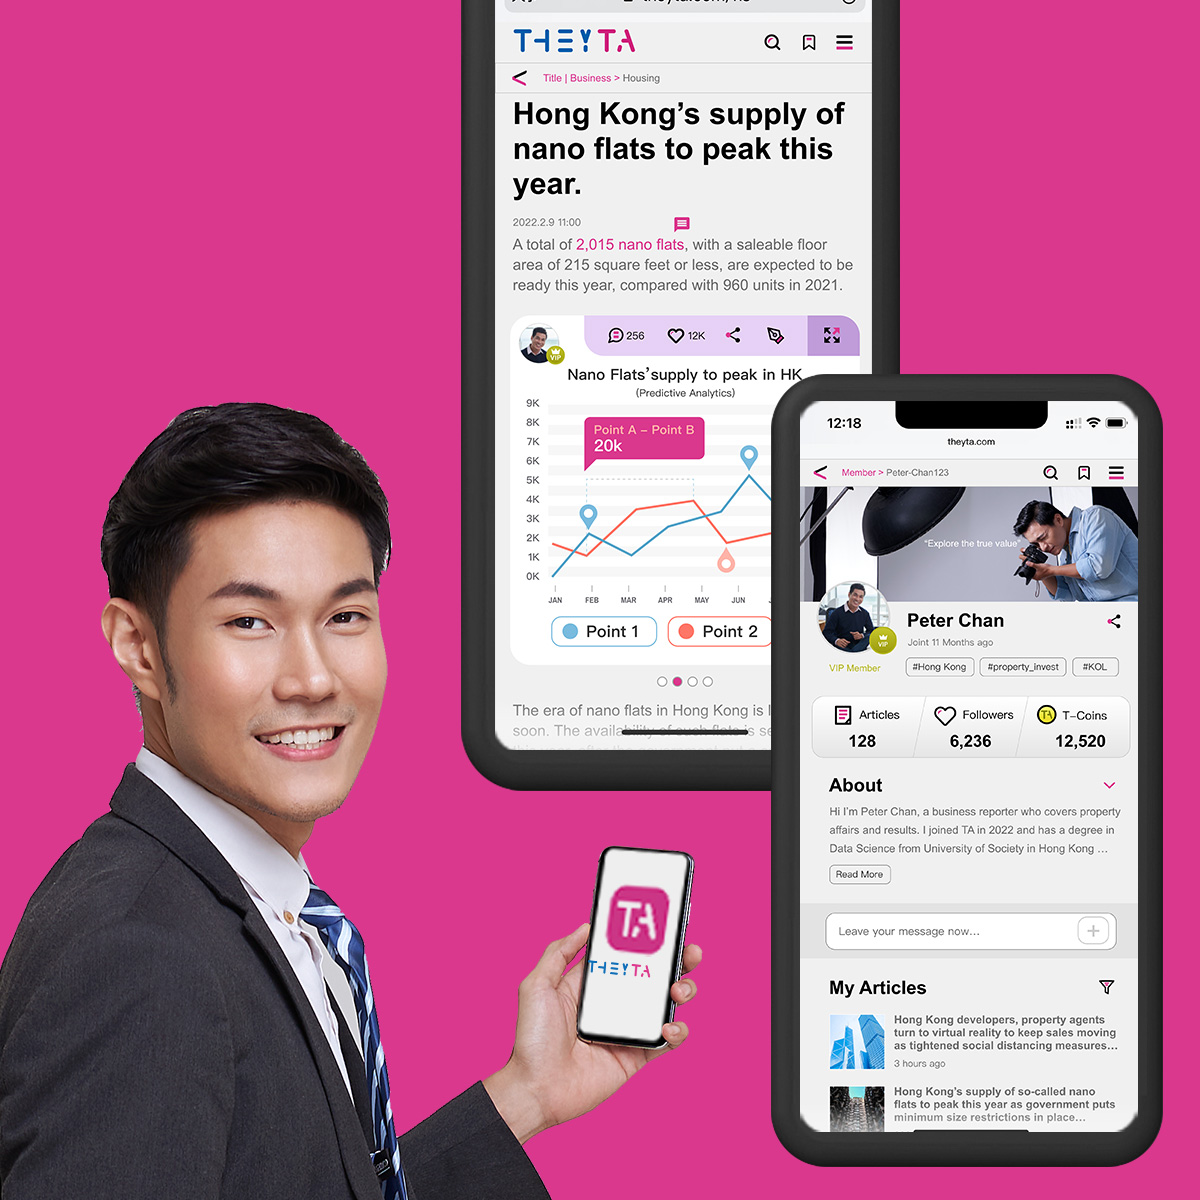 THEYTA
Title | Business > Housing
Hong Kong's supply of
nano flats to peak this
year.
2022.2.9 11:00
A total of 2,015 nano flats, with a saleable floor
area of 215 square feet or less, are expected to be
ready this year, compared with 960 units in 2021.
256
12K
VIP
Nano Flats'supply to peak in HK
(Predictive Analytics)
9K
8K
7K
6K
5K
4K
3K
2K
1K
0K
Point A – Point B
20k
JAN FEB MAR APR MAY JUN
Point 1
Point 2
The era of nano flats in Hong Kong is
soon. The availability of such flats is
12:18
theyta.com
Member > Peter-Chan123
"Explore the true value"
VIP
VIP Member
Peter Chan
Joint 11 Months ago
#Hong Kong
#property_invest
#KOL
Articles
128
Followers
6,236
TA
T–Coins
12,520
About
Hi I'm Peter Chan, a business reporter who covers property
affairs and results. I joined TA in 2022 and has a degree in
Data Science from University of Society in Hong Kong ...
Read More
Leave your message now...
My Articles
Hong Kong developers, property agents
turn to virtual reality to keep sales moving
as tightened social distancing measures...
3 hours ago
Hong Kong's supply of so-called nano
flats to peak this year as government puts
minimum size restrictions in place...
TA
THEYTA